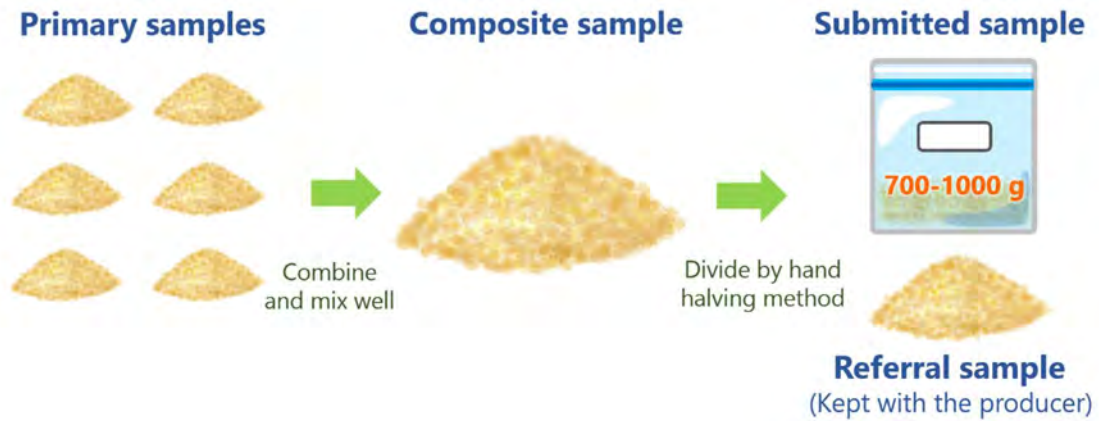 Primary samples
Composite sample
Submitted sample
700-1000 g
Combine
and mix well
Divide by hand
halving method
Referral sample
(Kept with the producer)